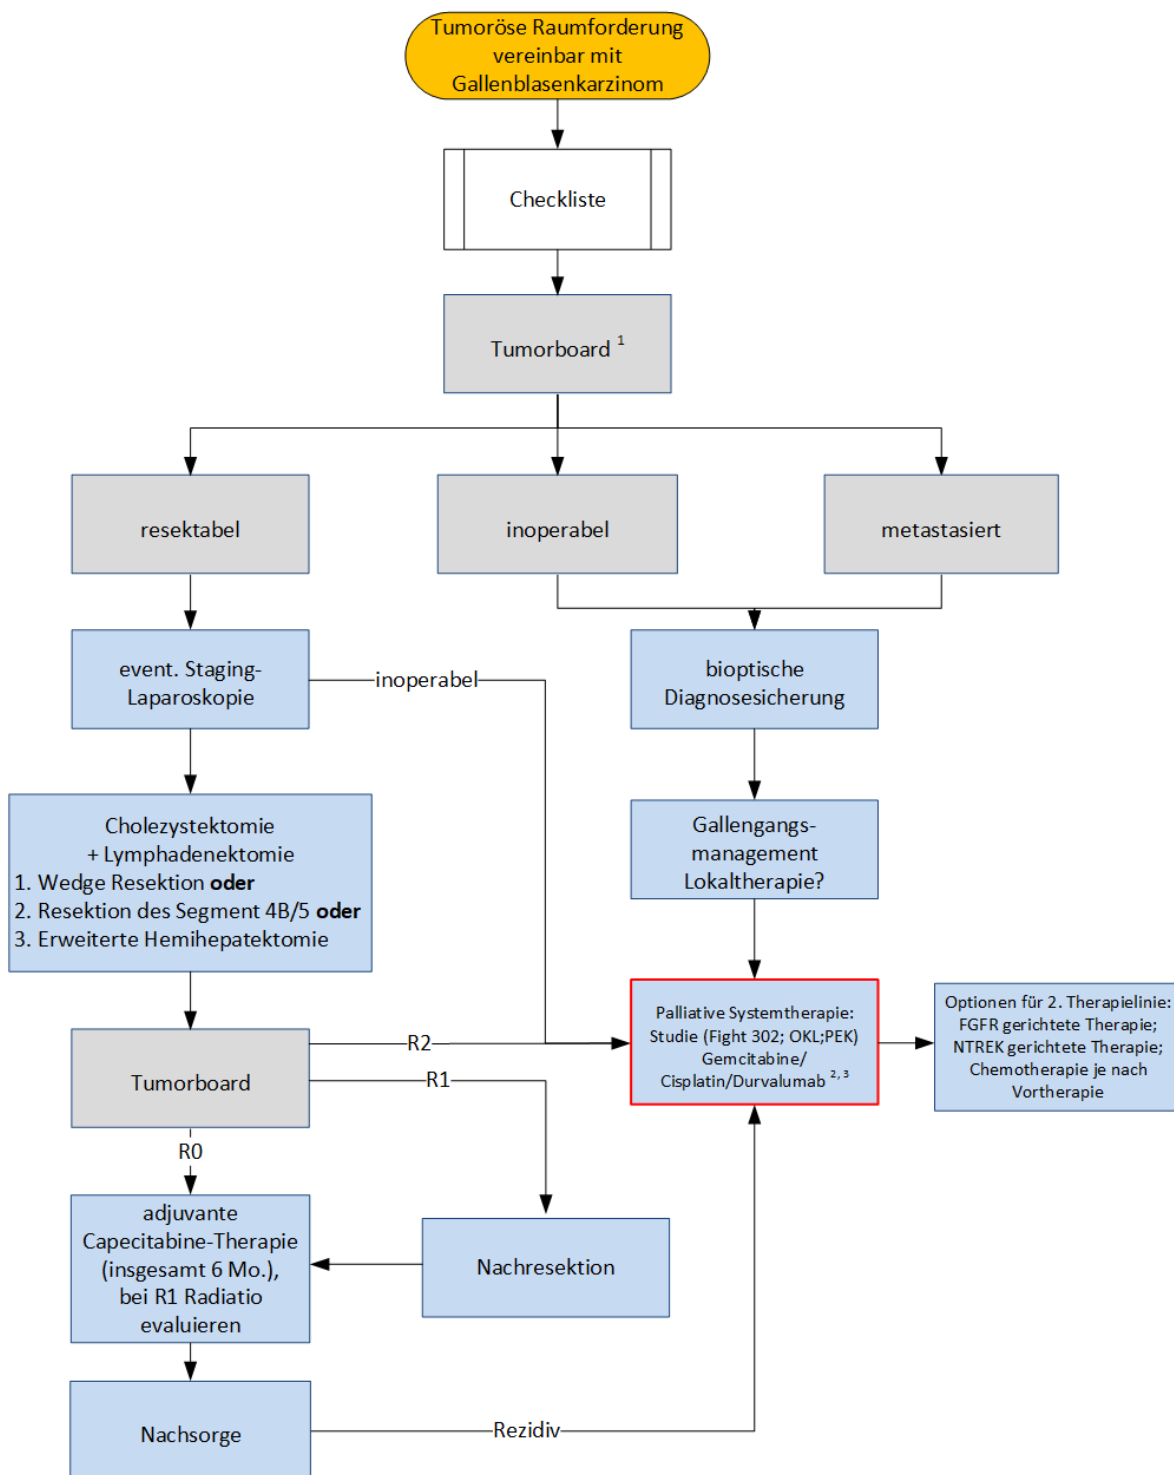 Tumoröse Raumforderung
vereinbar mit
Gallenblasenkarzinom
Checkliste
Tumorboard ¹
resektabel
inoperabel
metastasiert
event. Staging-
Laparoskopie
inoperabel
bioptische
Diagnosesicherung
Cholezystektomie
+ Lymphadenektomie
1. Wedge Resektion oder
2. Resektion des Segment 4B/5 oder
3. Erweiterte Hemihepatektomie
Gallengangs-
management
Lokaltherapie?
Palliative Systemtherapie:
Studie (Fight 302; OKL;PEK)
Gemcitabine/
Cisplatin/Durvalumab ²,³
Optionen für 2. Therapielinie:
FGFR gerichtete Therapie;
NTREK gerichtete Therapie;
Chemotherapie je nach
Vortherapie
Tumorboard
R2
R1
R0
adjuvante
Capecitabine-Therapie
(insgesamt 6 Mo.),
bei R1 Radiatio
evaluieren
Nachresektion
Nachsorge
Rezidiv